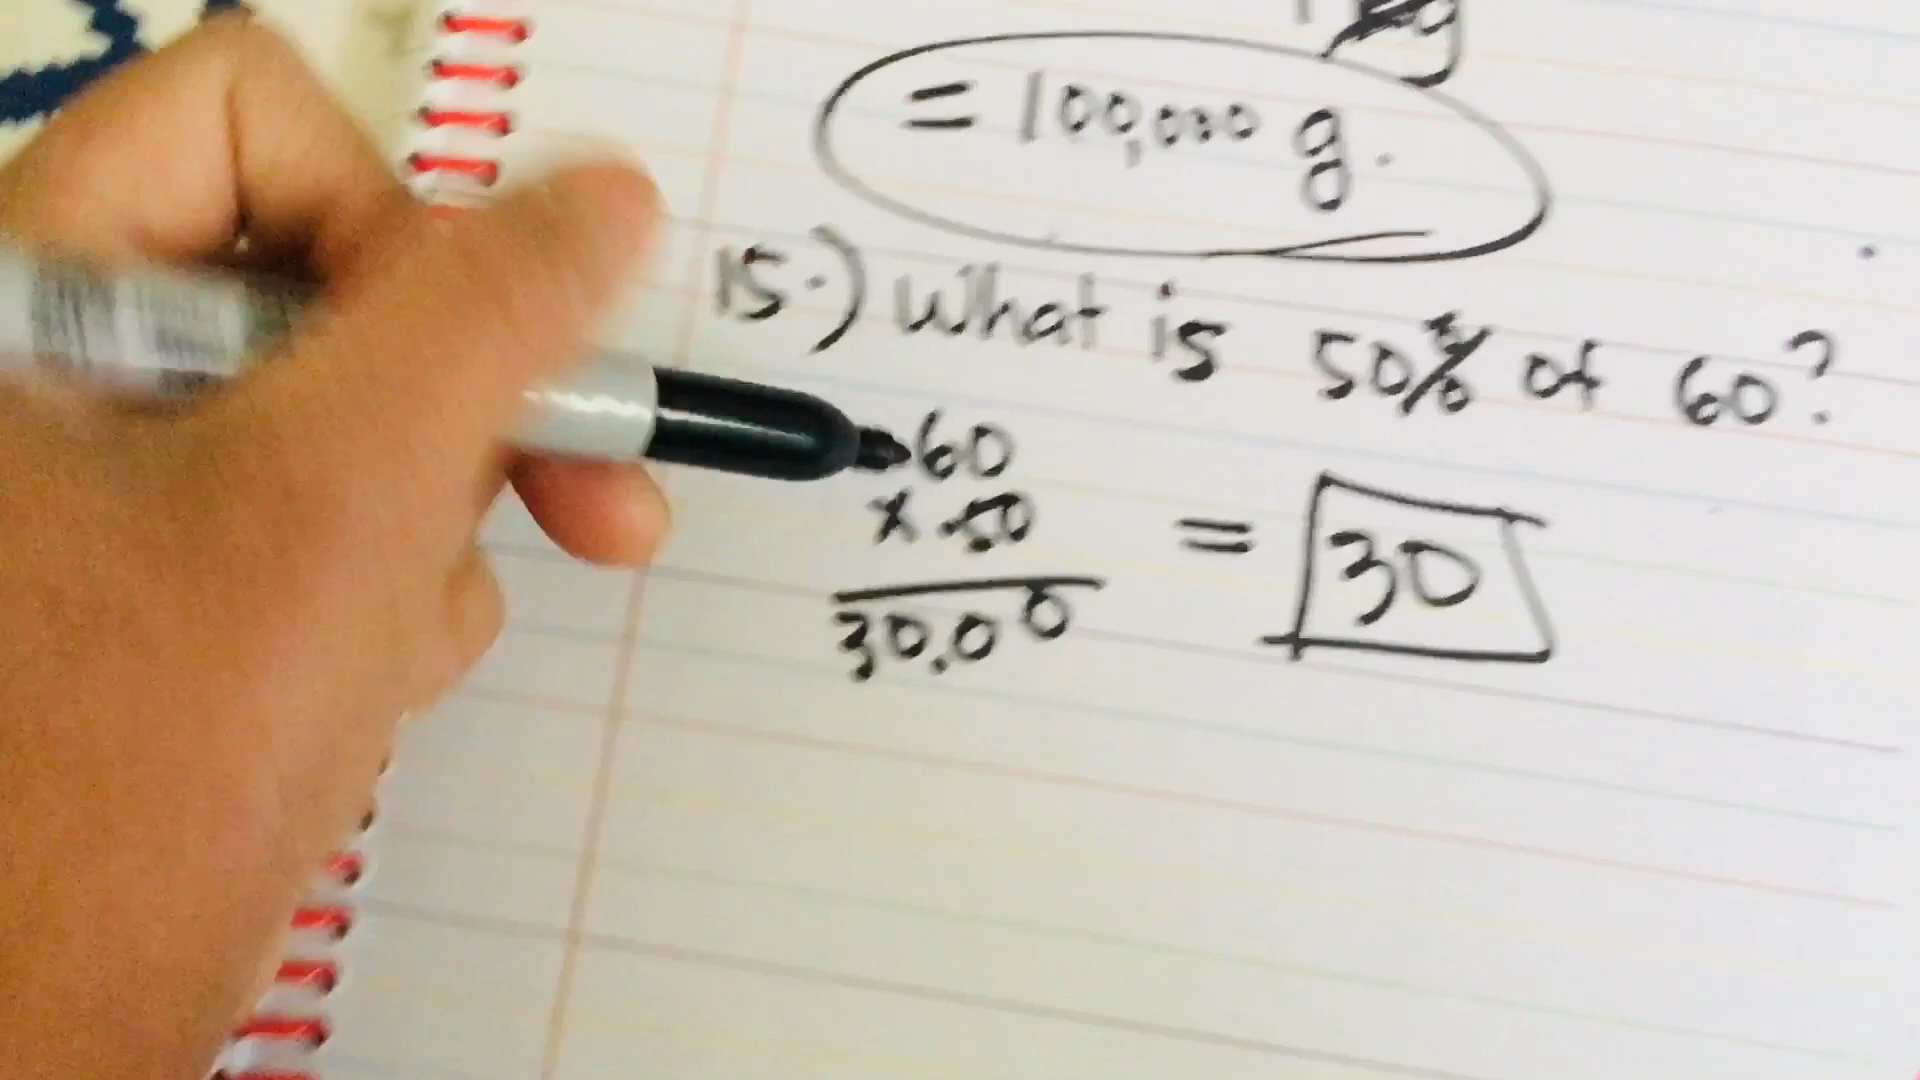 = 100,000 g.
15.) What is 50% of 60?
60
x .50 = 30
30.00